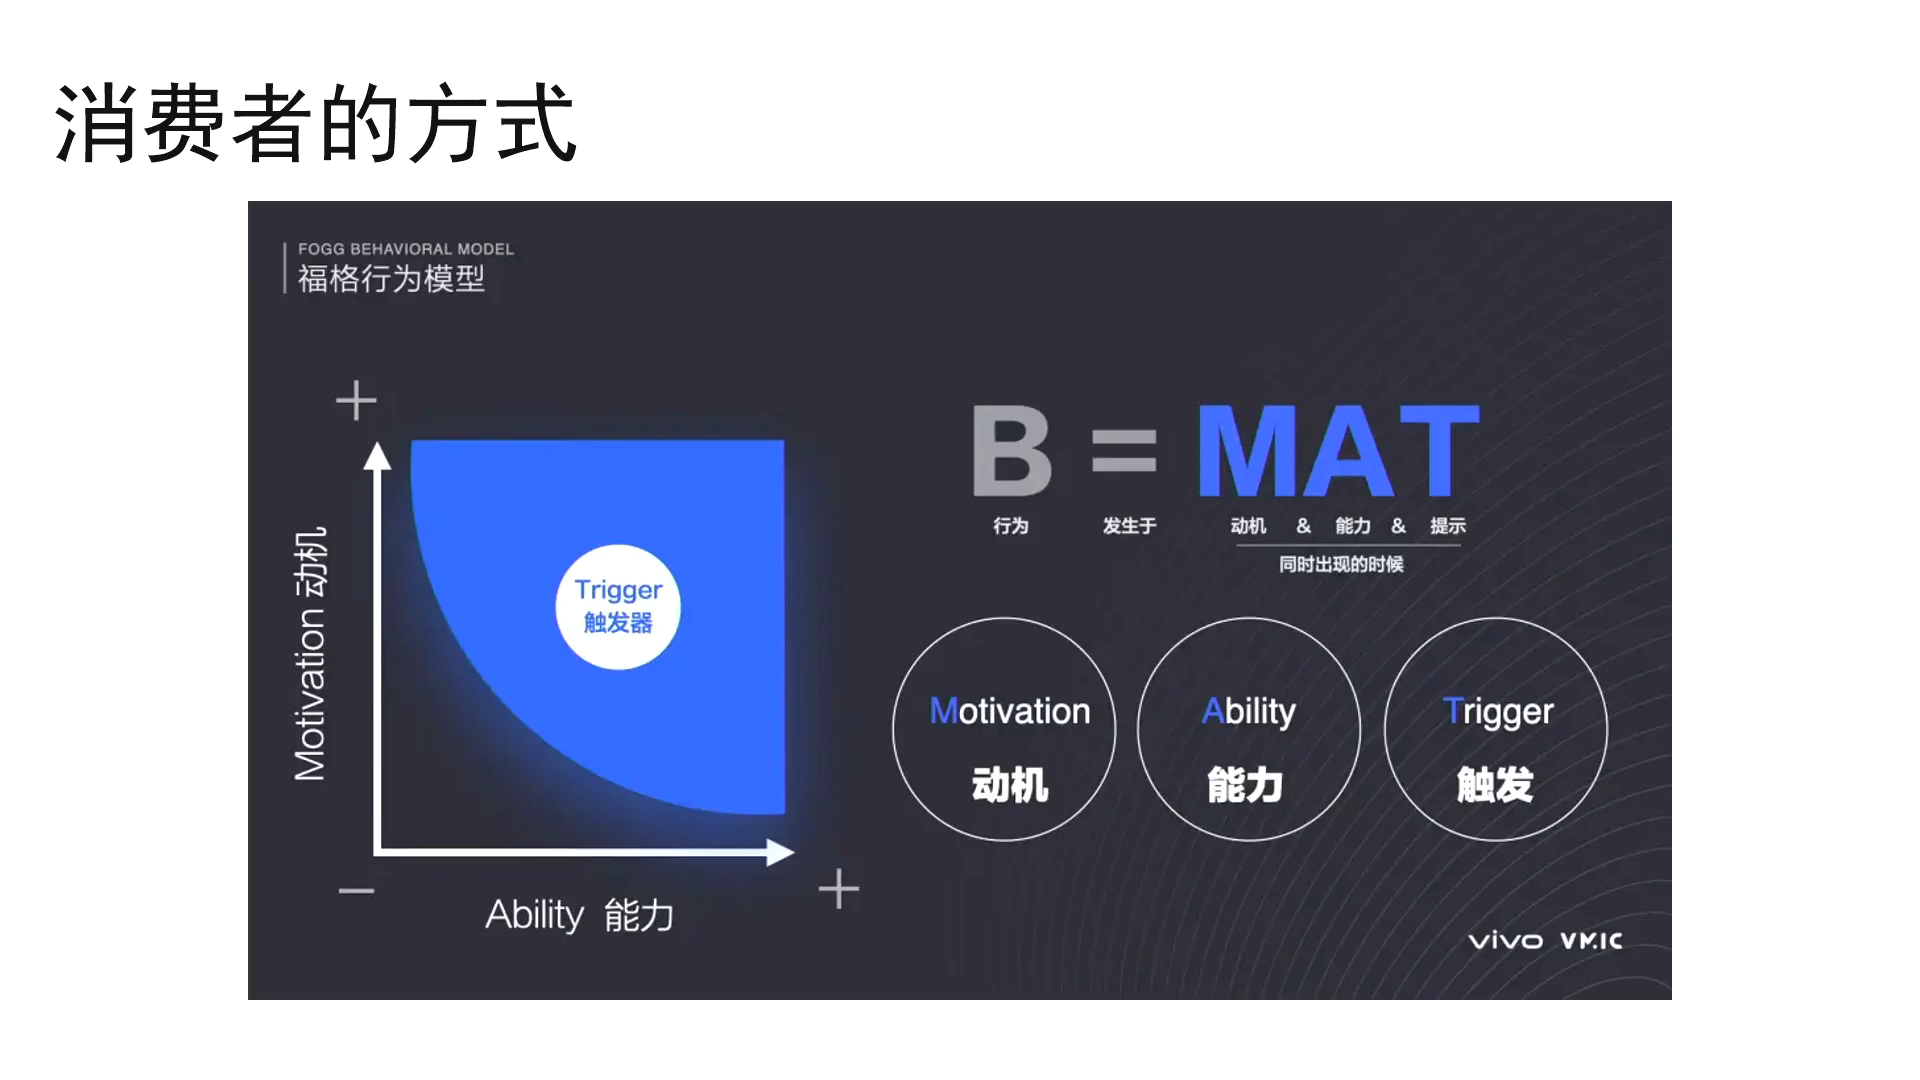 消费者的方式
FOGG BEHAVIORAL MODEL
福格行为模型
Motivation 动机
Trigger
触发器
Ability 能力
B = MAT
行为 发生于 动机 & 能力 & 提示
同时出现的时候
Motivation
动机
Ability
能力
Trigger
触发
vivo VMIC